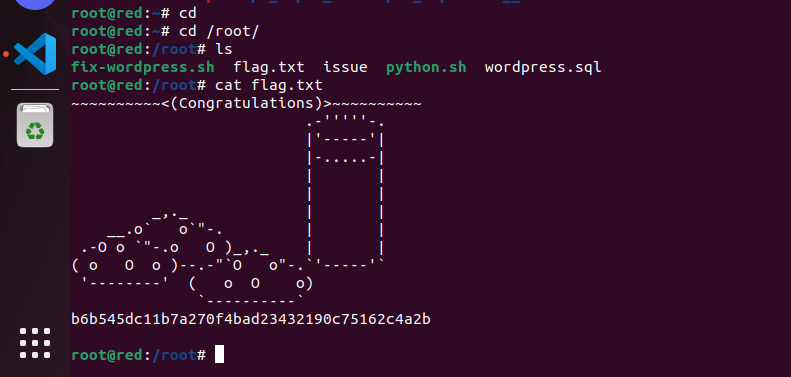 root@red:~# cd
root@red:~# cd /root/
root@red:/root# ls
fix-wordpress.sh  flag.txt  issue  python.sh  wordpress.sql
root@red:/root# cat flag.txt
~~~~~~~~~~<(Congratulations)>~~~~~~~~~~
                          .-'''''-.
                          |'-----'|
                          |-.....-|
                          |       |
                          |       |
         _,._             |       |
    __.o`   o`"-.         |       |
 .-O o `"-.o   O )_,._    |       |
( o   O  o )--.-"`O   o"-.`'-----'`
 '--------'  (   o  O    o)
              `----------`
b6b545dc11b7a270f4bad23432190c75162c4a2b
root@red:/root#